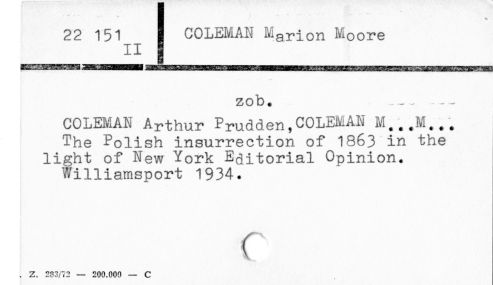 22 151 COLEMAN Marion Moore
II
zob.
COLEMAN Arthur Prudden,COLEMAN M...M...
The Polish insurrection of 1863 in the
light of New York Editorial Opinion.
Williamsport 1934.
. Z. 283/72 — 200.000 — C